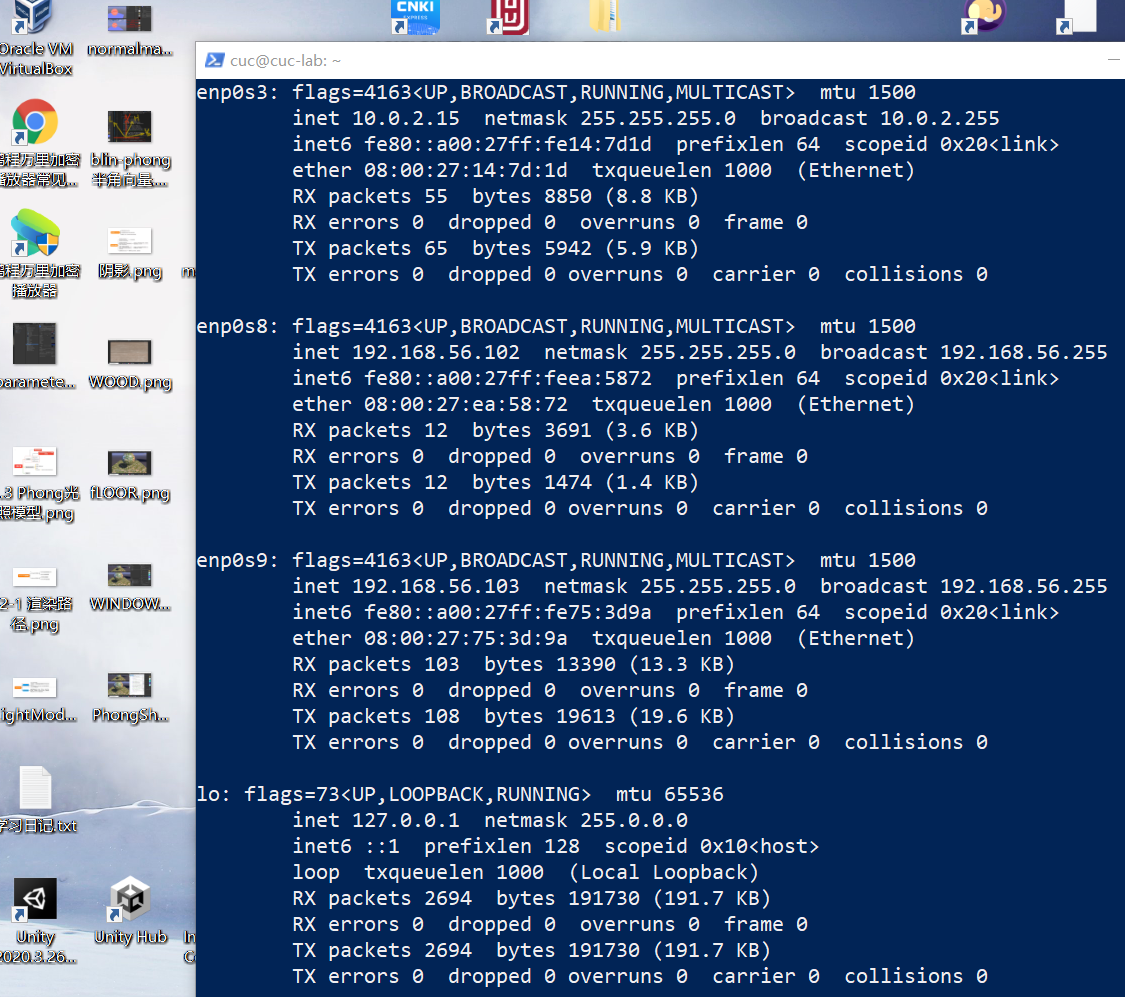 CNKI
EXPRESS
Oracle VM
VirtualBox
normalma...
blin-phong
半角向量...
播放器常见...
编程万里加密
播放器
阴影.png
paramete...
WOOD.png
.3 Phong光
照模型.png
fLOOR.png
2-1 渲染路
径.png
WINDOW...
ightMod...
PhongSh...
学习日记.txt
Unity
2020.3.26...
Unity Hub
cuc@cuc-lab: ~
enp0s3: flags=4163<UP,BROADCAST,RUNNING,MULTICAST>  mtu 1500
inet 10.0.2.15  netmask 255.255.255.0  broadcast 10.0.2.255
inet6 fe80::a00:27ff:fe14:7d1d  prefixlen 64  scopeid 0x20<link>
ether 08:00:27:14:7d:1d  txqueuelen 1000  (Ethernet)
RX packets 55  bytes 8850 (8.8 KB)
RX errors 0  dropped 0  overruns 0  frame 0
TX packets 65  bytes 5942 (5.9 KB)
TX errors 0  dropped 0 overruns 0  carrier 0  collisions 0
enp0s8: flags=4163<UP,BROADCAST,RUNNING,MULTICAST>  mtu 1500
inet 192.168.56.102  netmask 255.255.255.0  broadcast 192.168.56.255
inet6 fe80::a00:27ff:feea:5872  prefixlen 64  scopeid 0x20<link>
ether 08:00:27:ea:58:72  txqueuelen 1000  (Ethernet)
RX packets 12  bytes 3691 (3.6 KB)
RX errors 0  dropped 0  overruns 0  frame 0
TX packets 12  bytes 1474 (1.4 KB)
TX errors 0  dropped 0 overruns 0  carrier 0  collisions 0
enp0s9: flags=4163<UP,BROADCAST,RUNNING,MULTICAST>  mtu 1500
inet 192.168.56.103  netmask 255.255.255.0  broadcast 192.168.56.255
inet6 fe80::a00:27ff:fe75:3d9a  prefixlen 64  scopeid 0x20<link>
ether 08:00:27:75:3d:9a  txqueuelen 1000  (Ethernet)
RX packets 103  bytes 13390 (13.3 KB)
RX errors 0  dropped 0  overruns 0  frame 0
TX packets 108  bytes 19613 (19.6 KB)
TX errors 0  dropped 0 overruns 0  carrier 0  collisions 0
lo: flags=73<UP,LOOPBACK,RUNNING>  mtu 65536
inet 127.0.0.1  netmask 255.0.0.0
inet6 ::1  prefixlen 128  scopeid 0x10<host>
loop  txqueuelen 1000  (Local Loopback)
RX packets 2694  bytes 191730 (191.7 KB)
RX errors 0  dropped 0  overruns 0  frame 0
TX packets 2694  bytes 191730 (191.7 KB)
TX errors 0  dropped 0 overruns 0  carrier 0  collisions 0